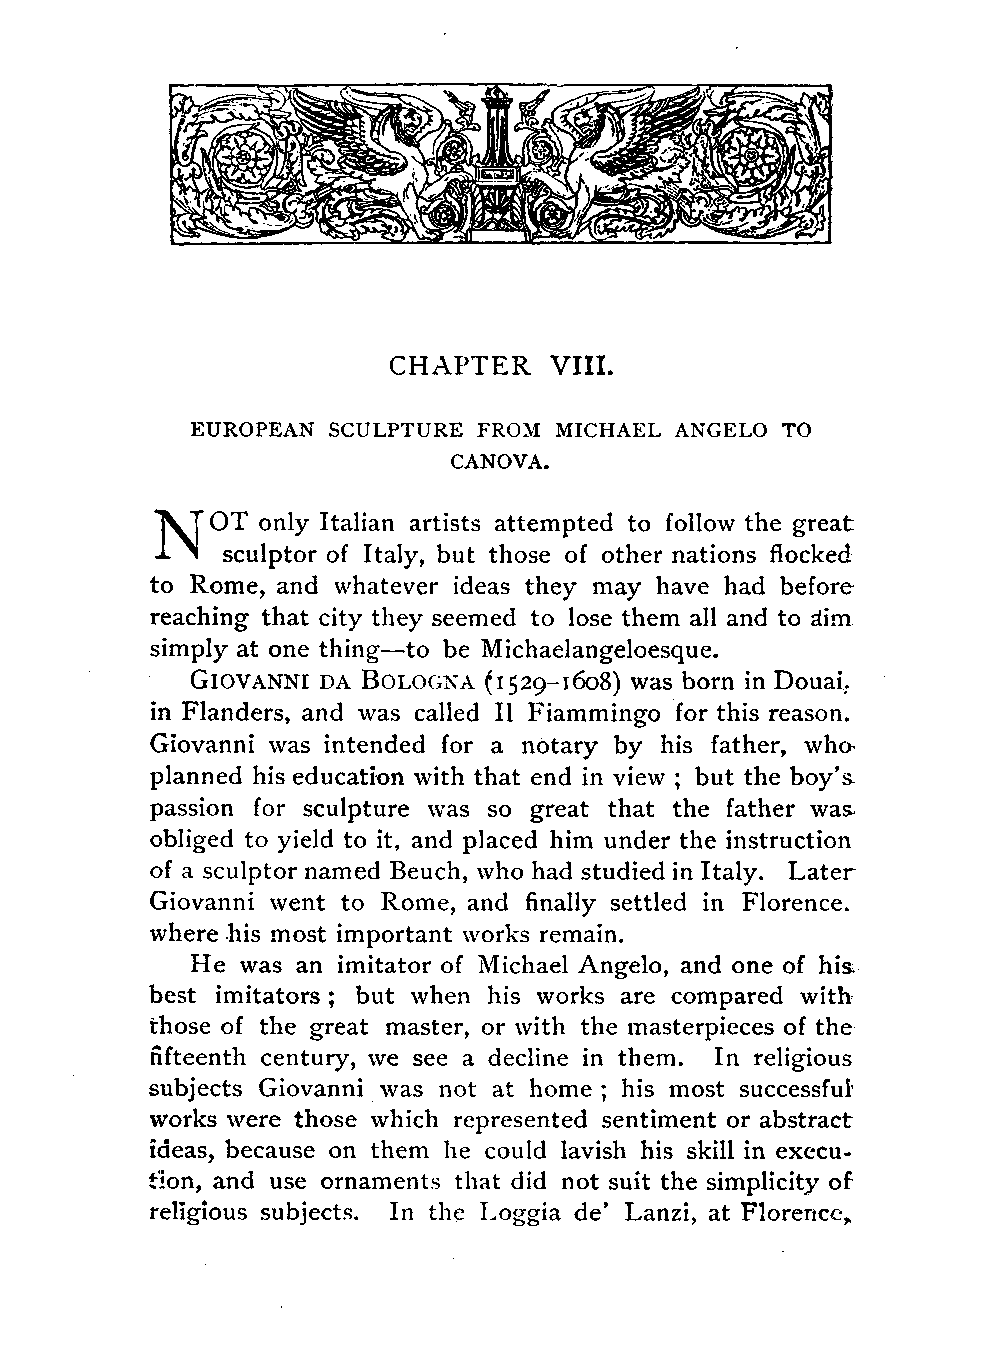 CHAPTER VIII.
EUROPEAN SCULPTURE FROM MICHAEL ANGELO TO
CANOVA.
NOT only Italian artists attempted to follow the great
sculptor of Italy, but those of other nations flocked
to Rome, and whatever ideas they may have had before
reaching that city they seemed to lose them all and to aim
simply at one thing—to be Michaelangeloesque.
GIOVANNI DA BOLOGNA (1529-1608) was born in Douai,
in Flanders, and was called Il Fiammingo for this reason.
Giovanni was intended for a notary by his father, who
planned his education with that end in view ; but the boy's
passion for sculpture was so great that the father was
obliged to yield to it, and placed him under the instruction
of a sculptor named Beuch, who had studied in Italy. Later
Giovanni went to Rome, and finally settled in Florence.
where his most important works remain.
He was an imitator of Michael Angelo, and one of his
best imitators ; but when his works are compared with
those of the great master, or with the masterpieces of the
fifteenth century, we see a decline in them. In religious
subjects Giovanni was not at home ; his most successful
works were those which represented sentiment or abstract
ideas, because on them he could lavish his skill in execu-
tion, and use ornaments that did not suit the simplicity of
religious subjects. In the Loggia de' Lanzi, at Florence,